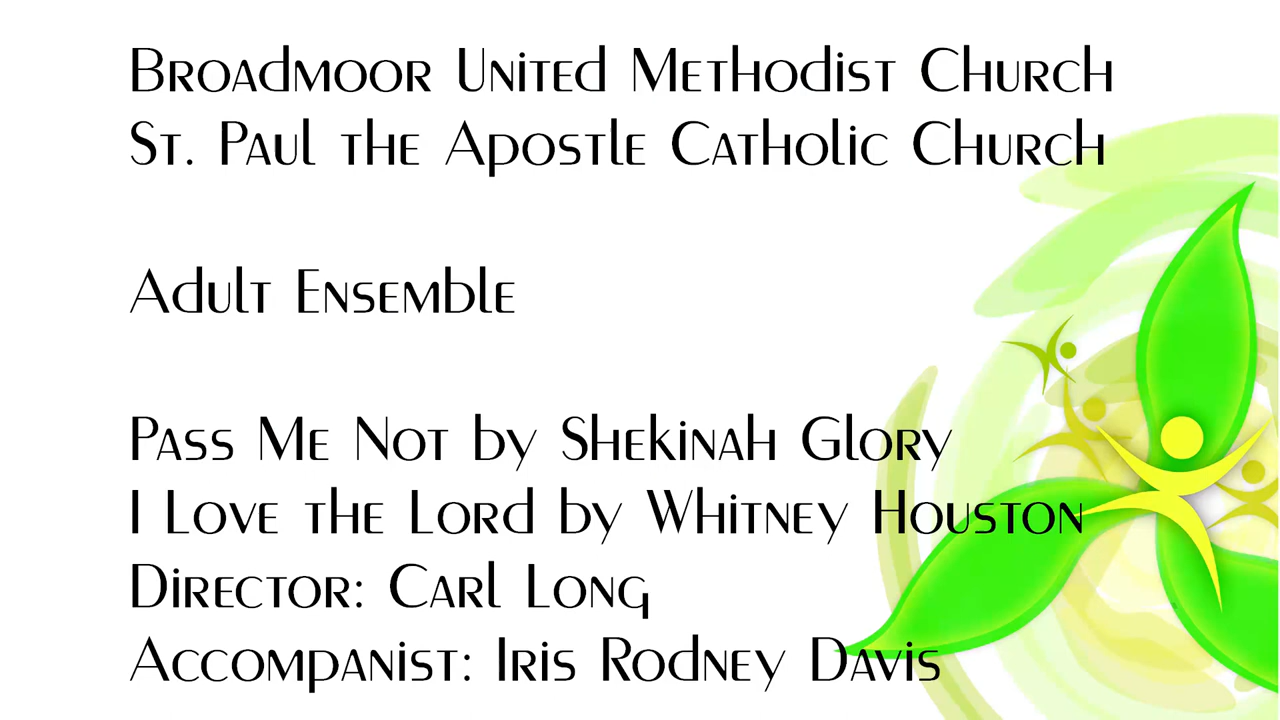 Broadmoor United Methodist Church
St. Paul the Apostle Catholic Church
Adult Ensemble
Pass Me Not by Shekinah Glory
I Love the Lord by Whitney Houston
Director: Carl Long
Accompanist: Iris Rodney Davis